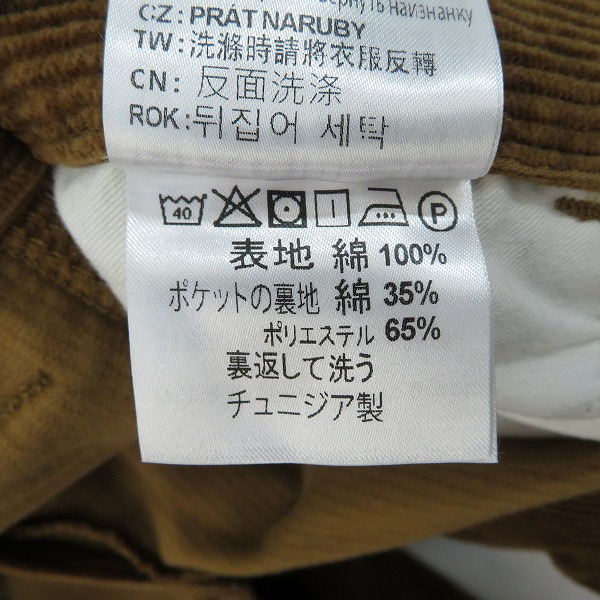 вернуть наизнанку
CZ: PRÁT NARUBY
TW: 洗滌時請將衣服反轉
CN: 反面洗涤
ROK: 뒤집어 세탁
40 P
表地 綿 100%
ポケットの裏地 綿 35%
ポリエステル 65%
裏返して洗う
チュニジア製